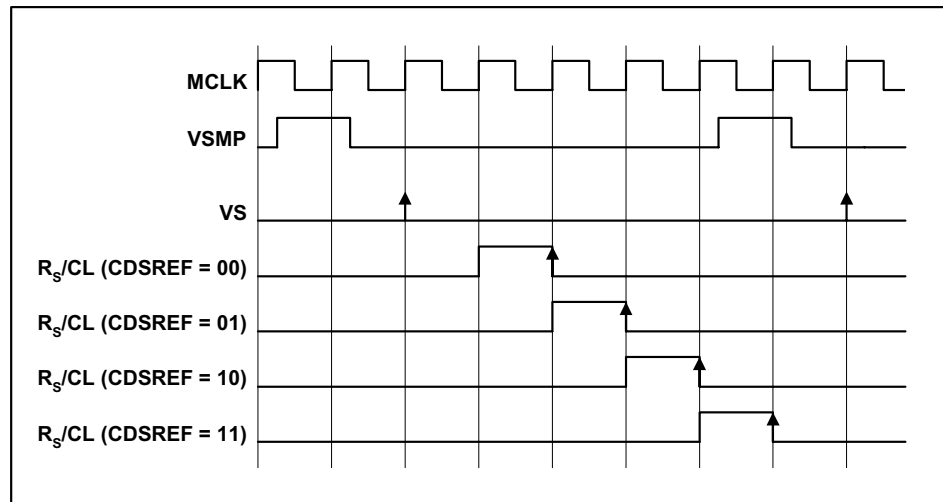 MCLK
VSMP
VS
RS/CL (CDSREF = 00)
RS/CL (CDSREF = 01)
RS/CL (CDSREF = 10)
RS/CL (CDSREF = 11)